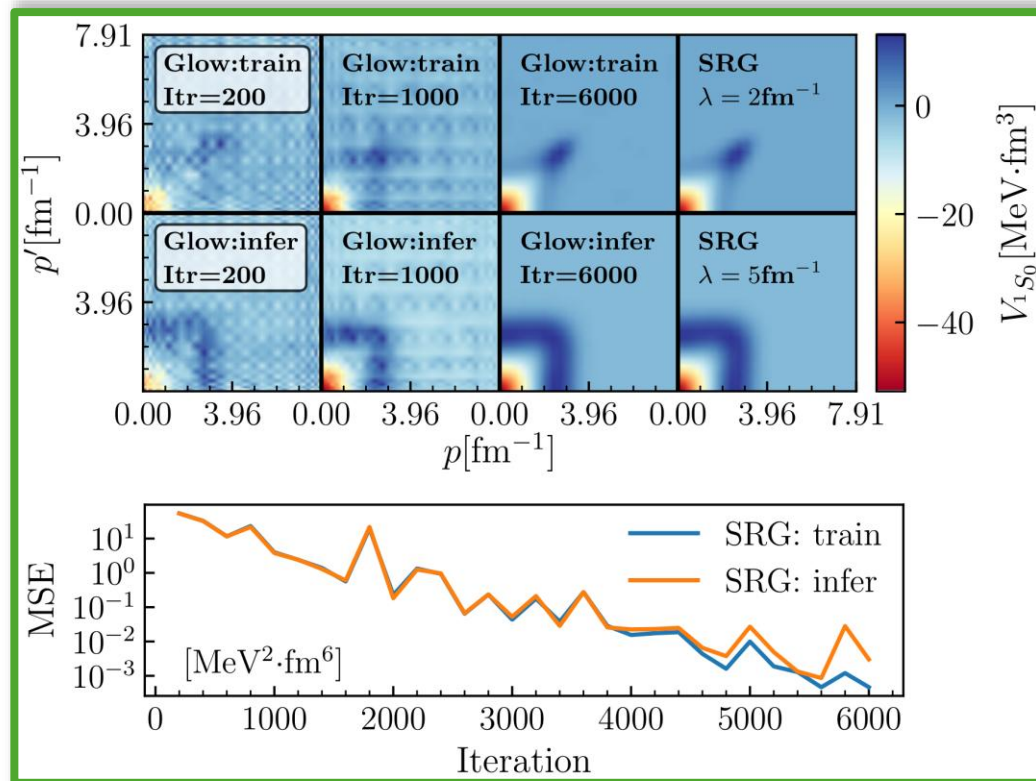 7.91
3.96
0.00
3.96
p′[fm⁻¹]
Glow:train
Itr=200
Glow:train
Itr=1000
Glow:train
Itr=6000
SRG
λ = 2fm⁻¹
Glow:infer
Itr=200
Glow:infer
Itr=1000
Glow:infer
Itr=6000
SRG
λ = 5fm⁻¹
0.00 3.96 0.00 3.96 0.00 3.96 0.00 3.96 7.91
p[fm⁻¹]
0
−20
−40
V₁S₀[MeV·fm³]
MSE
10¹
10⁰
10⁻¹
10⁻²
10⁻³
SRG: train
SRG: infer
[MeV²·fm⁶]
0 1000 2000 3000 4000 5000 6000
Iteration